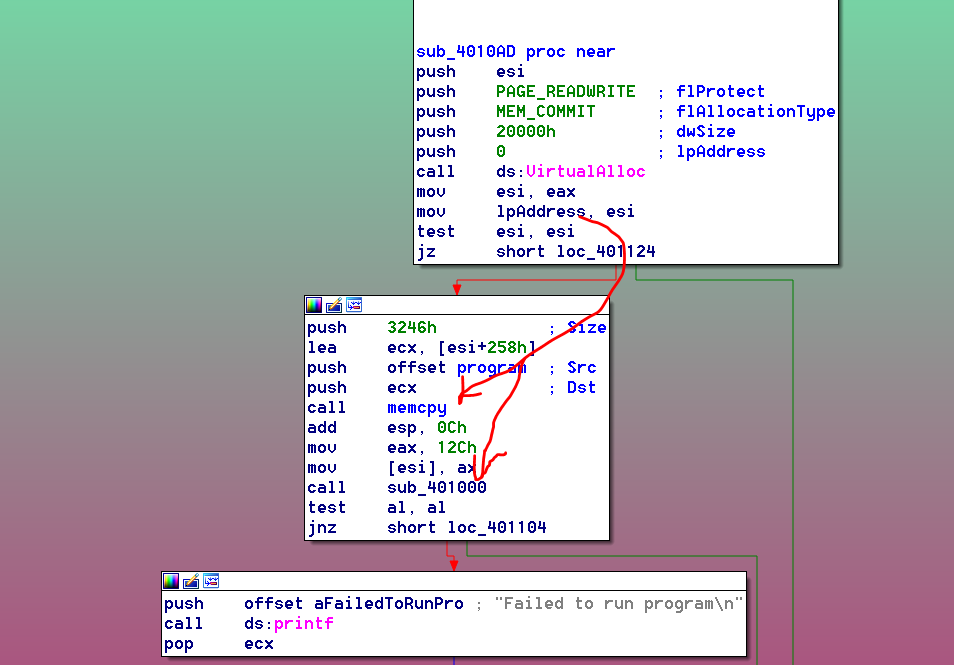 sub_4010AD proc near
push esi
push PAGE_READWRITE ; flProtect
push MEM_COMMIT ; flAllocationType
push 20000h ; dwSize
push 0 ; lpAddress
call ds:VirtualAlloc
mov esi, eax
mov lpAddress, esi
test esi, esi
jz short loc_401124
push 3246h ; Size
lea ecx, [esi+258h]
push offset program ; Src
push ecx ; Dst
call memcpy
add esp, 0Ch
mov eax, 12Ch
mov [esi], ax
call sub_401000
test al, al
jnz short loc_401104
push offset aFailedToRunPro ; "Failed to run program\n"
call ds:printf
pop ecx